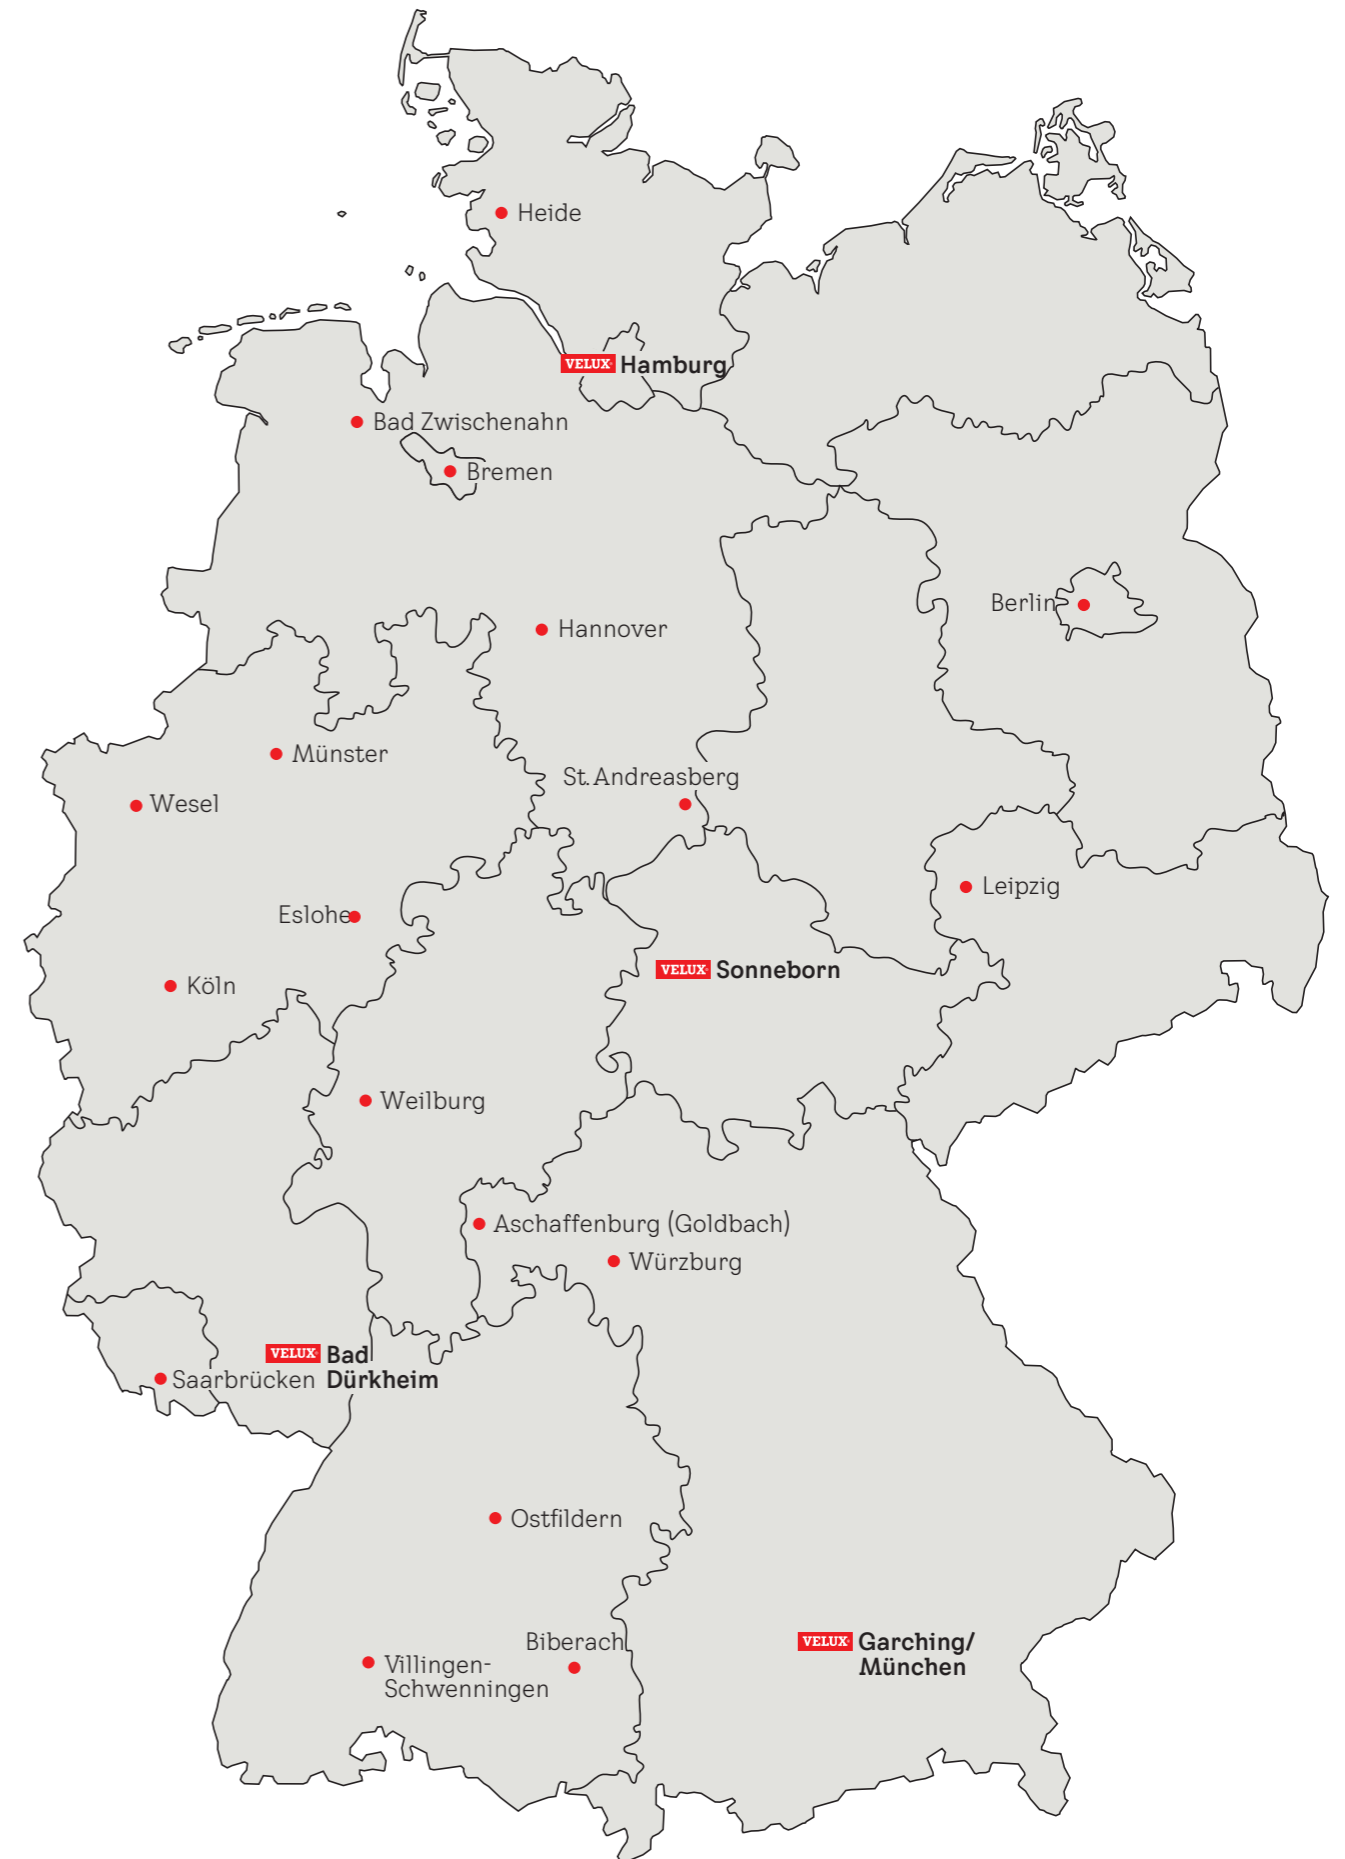 Heide
VELUX Hamburg
Bad Zwischenahn
Bremen
Berlin
Hannover
Münster
St. Andreasberg
Wesel
Leipzig
Eslohe
VELUX Sonneborn
Köln
Weilburg
Aschaffenburg (Goldbach)
Würzburg
VELUX Bad
Dürkheim
Saarbrücken
Ostfildern
Biberach
VELUX Garching/
München
Villingen-
Schwenningen